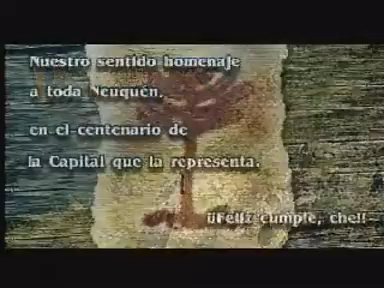 Nuestro sentido homenaje
a toda Neuquén,
en el centenario de
la Capital que la representa.
¡¡Feliz cumple, che!!